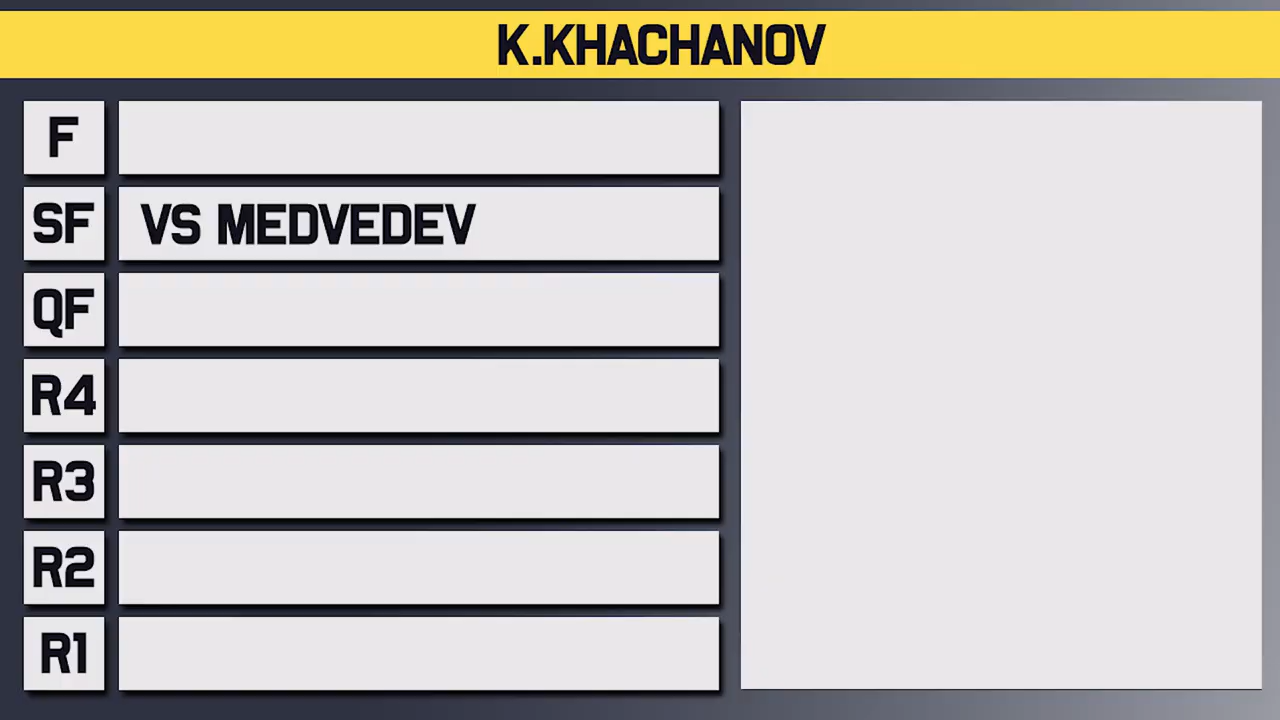 K.KHACHANOV
F
SF VS MEDVEDEV
QF
R4
R3
R2
R1